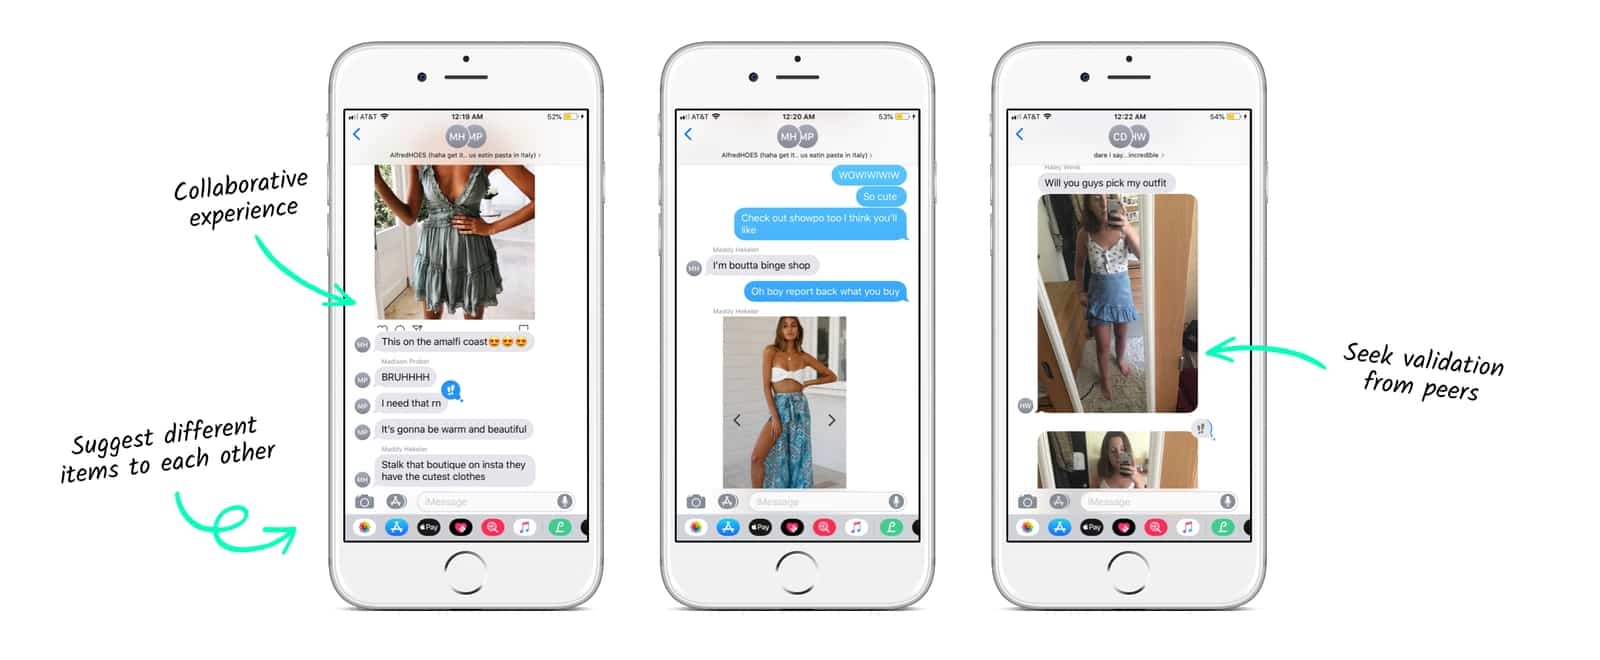 Collaborative
experience
Suggest different
items to each other
AT&T
12:19 AM
52%
MH MP
AlfredHOES (haha get it.. us eatin pasta in Italy) >
This on the amalfi coast😍😍😍
MH
Madison Prober
BRUHHHH
MP
I need that rn
MP
It's gonna be warm and beautiful
MP
Maddy Hekeler
Stalk that boutique on insta they
have the cutest clothes
MH
iMessage
Pay
AT&T
12:20 AM
53%
MH MP
AlfredHOES (haha get it.. us eatin pasta in Italy) >
WOWIWIWIW
So cute
Check out showpo too I think you'll
like
Maddy Hekeler
I'm boutta binge shop
MH
Oh boy report back what you buy
Maddy Hekeler
iMessage
Pay
AT&T
12:22 AM
54%
CD HW
dare i say...incredible >
Will you guys pick my outfit
HW
iMessage
Pay
Seek validation
from peers